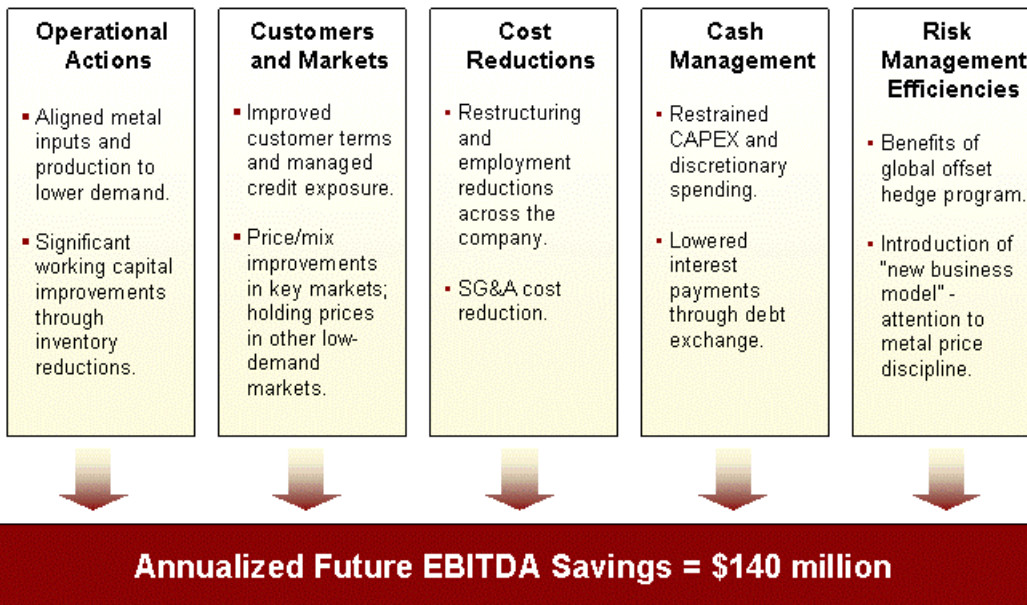 Operational
Actions
▪ Aligned metal
inputs and
production to
lower demand.
▪ Significant
working capital
improvements
through
inventory
reductions.
Customers
and Markets
▪ Improved
customer terms
and managed
credit exposure.
▪ Price/mix
improvements
in key markets;
holding prices
in other low-
demand
markets.
Cost
Reductions
▪ Restructuring
and
employment
reductions
across the
company.
▪ SG&A cost
reduction.
Cash
Management
▪ Restrained
CAPEX and
discretionary
spending.
▪ Lowered
interest
payments
through debt
exchange.
Risk
Management
Efficiencies
▪ Benefits of
global offset
hedge program.
▪ Introduction of
"new business
model" -
attention to
metal price
discipline.
Annualized Future EBITDA Savings = $140 million